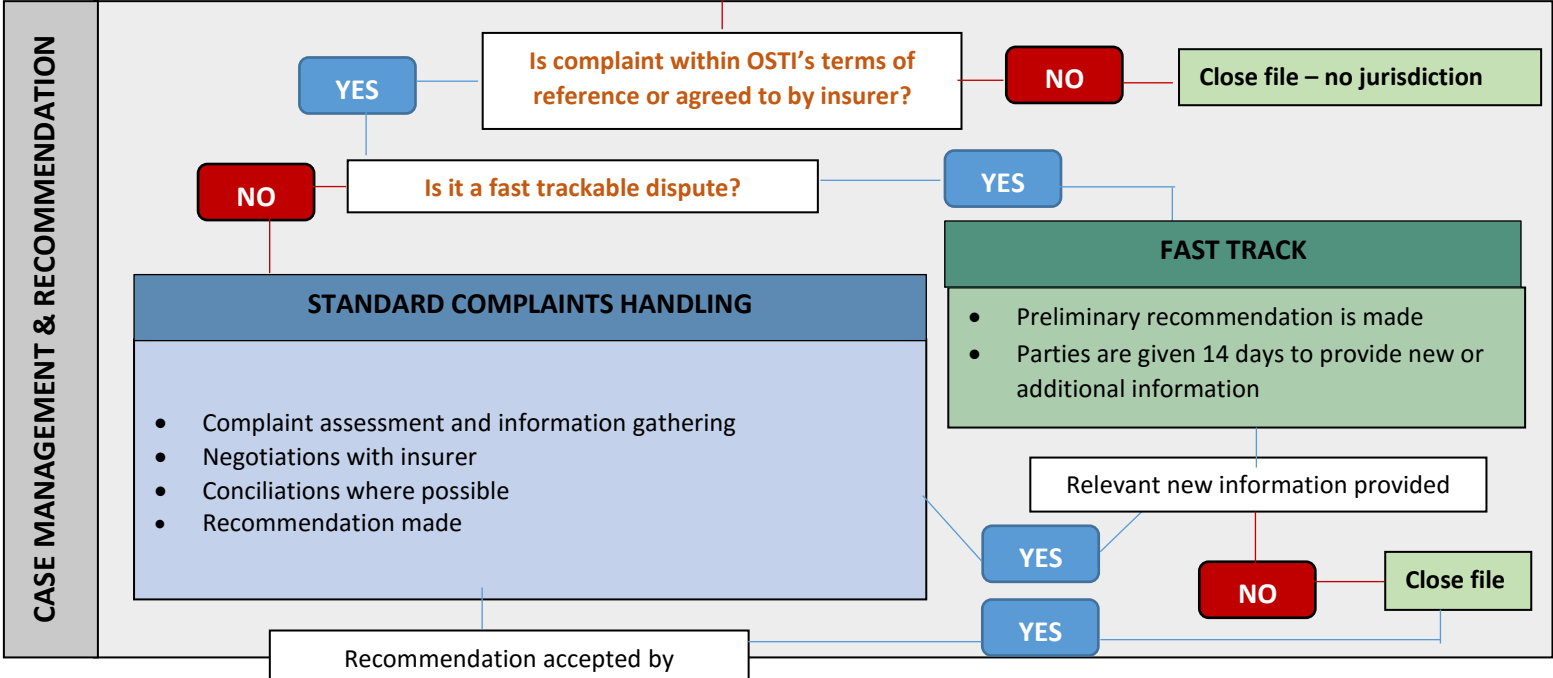 CASE MANAGEMENT & RECOMMENDATION
Is complaint within OSTI’s terms of
reference or agreed to by insurer?
YES
NO
Close file – no jurisdiction
Is it a fast trackable dispute?
NO
YES
FAST TRACK
• Preliminary recommendation is made
• Parties are given 14 days to provide new or
additional information
STANDARD COMPLAINTS HANDLING
• Complaint assessment and information gathering
• Negotiations with insurer
• Conciliations where possible
• Recommendation made
Relevant new information provided
YES
NO
Close file
YES
Recommendation accepted by